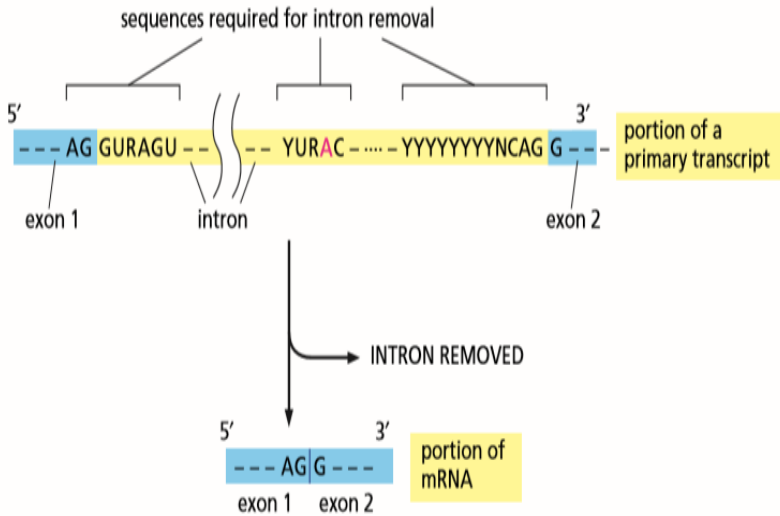 sequences required for intron removal
5′ 3′
--- AG GURAGU -- -- YURAC-····-YYYYYYYYNCAG G---
portion of a
primary transcript
exon 1 intron exon 2
INTRON REMOVED
5′ 3′
--- AG G ---
portion of
mRNA
exon 1 exon 2